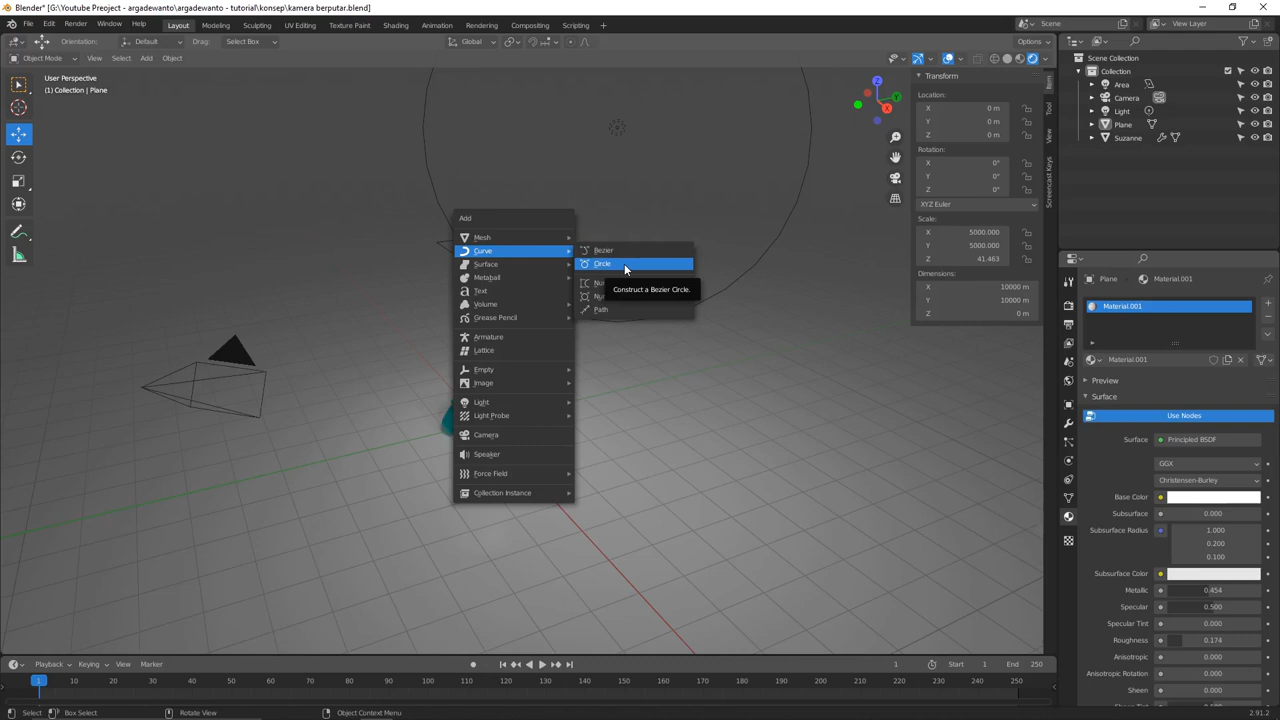 Blender* [G:\Youtube Preoject - argadewanto\argadewanto - tutorial\konsep\kamera berputar.blend]
File Edit Render Window Help Layout Modeling Sculpting UV Editing Texture Paint Shading Animation Rendering Compositing Scripting Scene View Layer
Orientation: Default Drag: Select Box Global Options
Object Mode View Select Add Object
User Perspective
(1) Collection | Plane
Z
Y
X
Transform
Location:
X 0 m
Y 0 m
Z 0 m
Rotation:
X 0°
Y 0°
Z 0°
XYZ Euler
Scale:
X 5000.000
Y 5000.000
Z 41.463
Dimensions:
X 10000 m
Y 10000 m
Z 0 m
Item
Tool
View
Screencast Keys
Add
Mesh
Curve
Surface
Metaball
Text
Volume
Grease Pencil
Armature
Lattice
Empty
Image
Light
Light Probe
Camera
Speaker
Force Field
Collection Instance
Bezier
Circle
Construct a Bezier Circle.
Path
Scene Collection
Collection
Area
Camera
Light
Plane
Suzanne
Plane Material.001
Material.001
Material.001
Preview
Surface
Use Nodes
Surface Principled BSDF
GGX
Christensen-Burley
Base Color
Subsurface 0.000
Subsurface Radius 1.000
0.200
0.100
Subsurface Color
Metallic 0.454
Specular 0.500
Specular Tint 0.000
Roughness 0.174
Anisotropic 0.000
Anisotropic Rotation 0.000
Sheen 0.000
Playback Keying View Marker 1 Start 1 End 250
1 10 20 30 40 50 60 70 80 90 100 110 120 130 140 150 160 170 180 190 200 210 220 230 240 250
Select Box Select Rotate View Object Context Menu 2.91.2